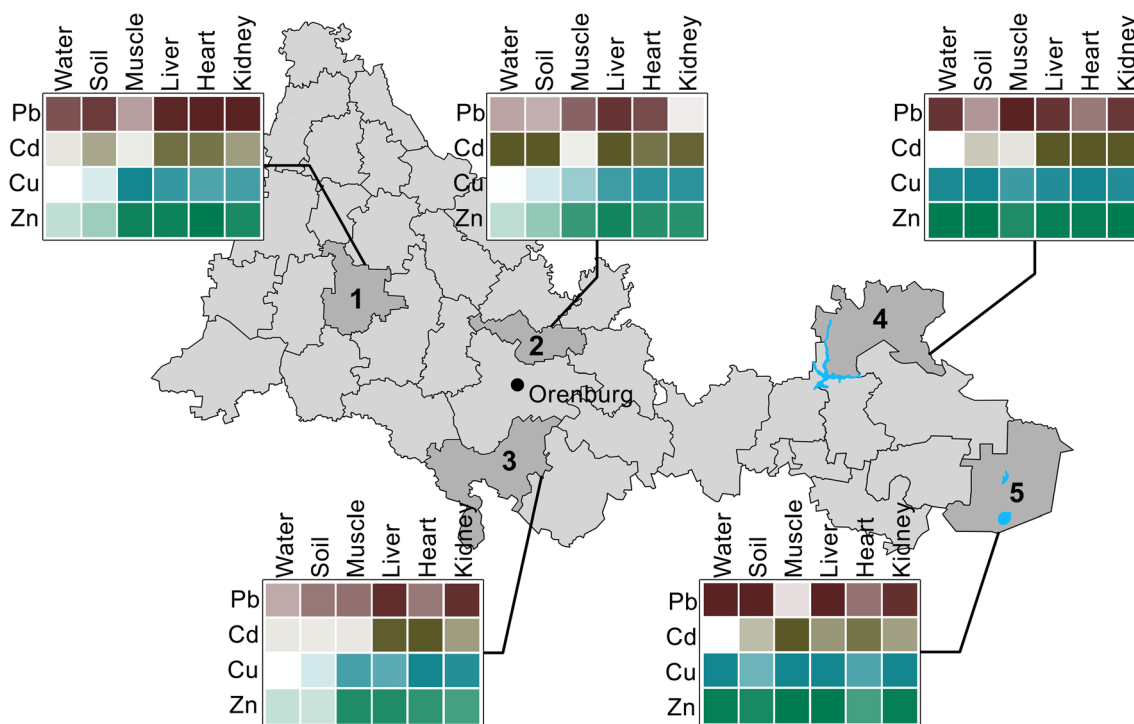 Water Soil Muscle Liver Heart Kidney
Pb
Cd
Cu
Zn
Water Soil Muscle Liver Heart Kidney
Pb
Cd
Cu
Zn
Water Soil Muscle Liver Heart Kidney
Pb
Cd
Cu
Zn
1
2
4
Orenburg
3
5
Water Soil Muscle Liver Heart Kidney
Pb
Cd
Cu
Zn
Water Soil Muscle Liver Heart Kidney
Pb
Cd
Cu
Zn